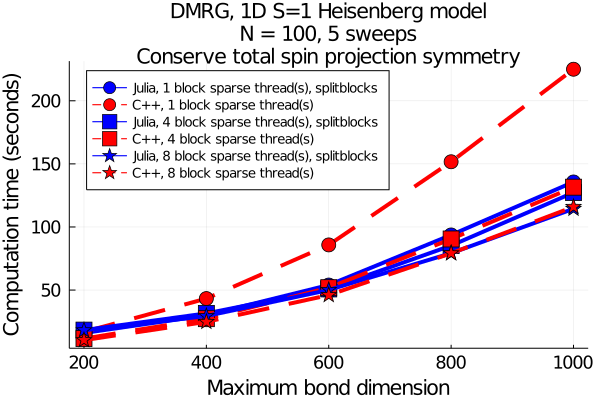 DMRG, 1D S=1 Heisenberg model
N = 100, 5 sweeps
Conserve total spin projection symmetry
Computation time (seconds)
200
150
100
50
Julia, 1 block sparse thread(s), splitblocks
C++, 1 block sparse thread(s)
Julia, 4 block sparse thread(s), splitblocks
C++, 4 block sparse thread(s)
Julia, 8 block sparse thread(s), splitblocks
C++, 8 block sparse thread(s)
200 400 600 800 1000
Maximum bond dimension